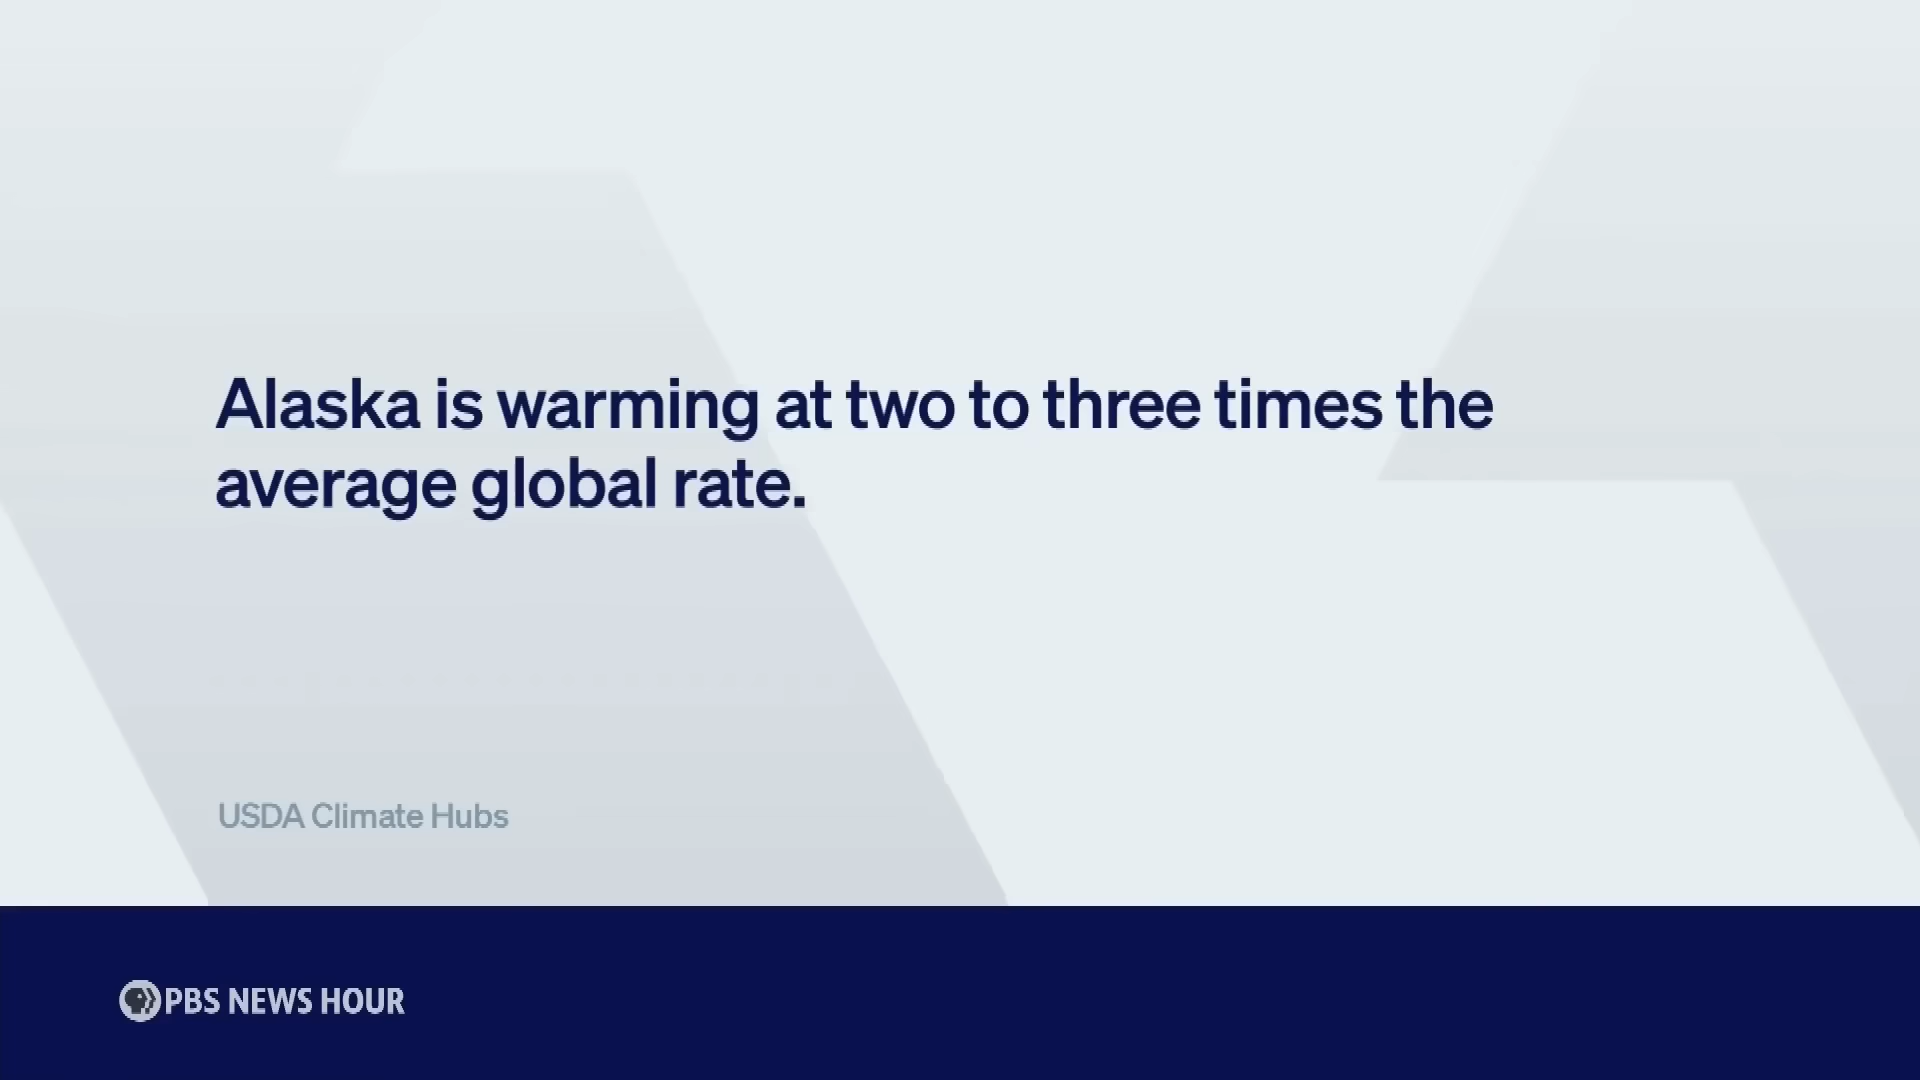 Alaska is warming at two to three times the
average global rate.
USDA Climate Hubs
PBS NEWS HOUR